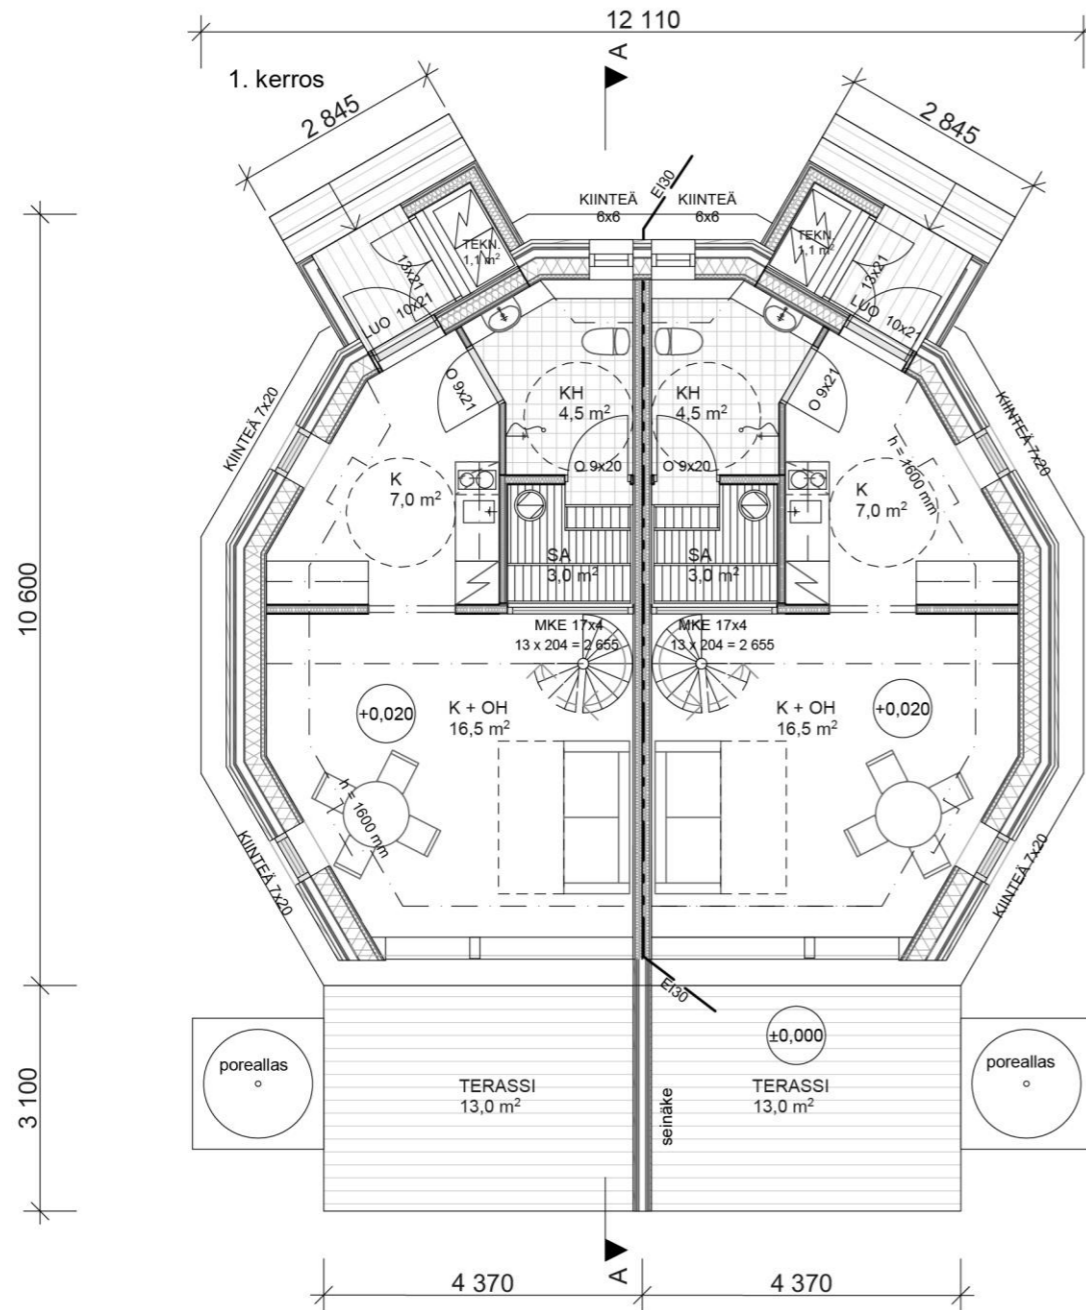 12 110
A
1. kerros
2 845
2 845
EI30
KIINTEÄ
6x6
KIINTEÄ
6x6
TEKN.
1,1 m²
TEKN.
1,1 m²
13x21
13x21
LUO 10x21
LUO 10x21
O 9x21
O 9x21
KIINTEÄ 7x20
KIINTEÄ 7x20
KH
4,5 m²
KH
4,5 m²
h = 1600 mm
O 9x20
O 9x20
K
7,0 m²
K
7,0 m²
SA
3,0 m²
SA
3,0 m²
10 600
MKE 17x4
13 x 204 = 2 655
MKE 17x4
13 x 204 = 2 655
+0,020
K + OH
16,5 m²
K + OH
16,5 m²
+0,020
h = 1600 mm
KIINTEÄ 7x20
KIINTEÄ 7x20
EI30
±0,000
poreallas
poreallas
TERASSI
13,0 m²
TERASSI
13,0 m²
seinäke
3 100
A
4 370
4 370